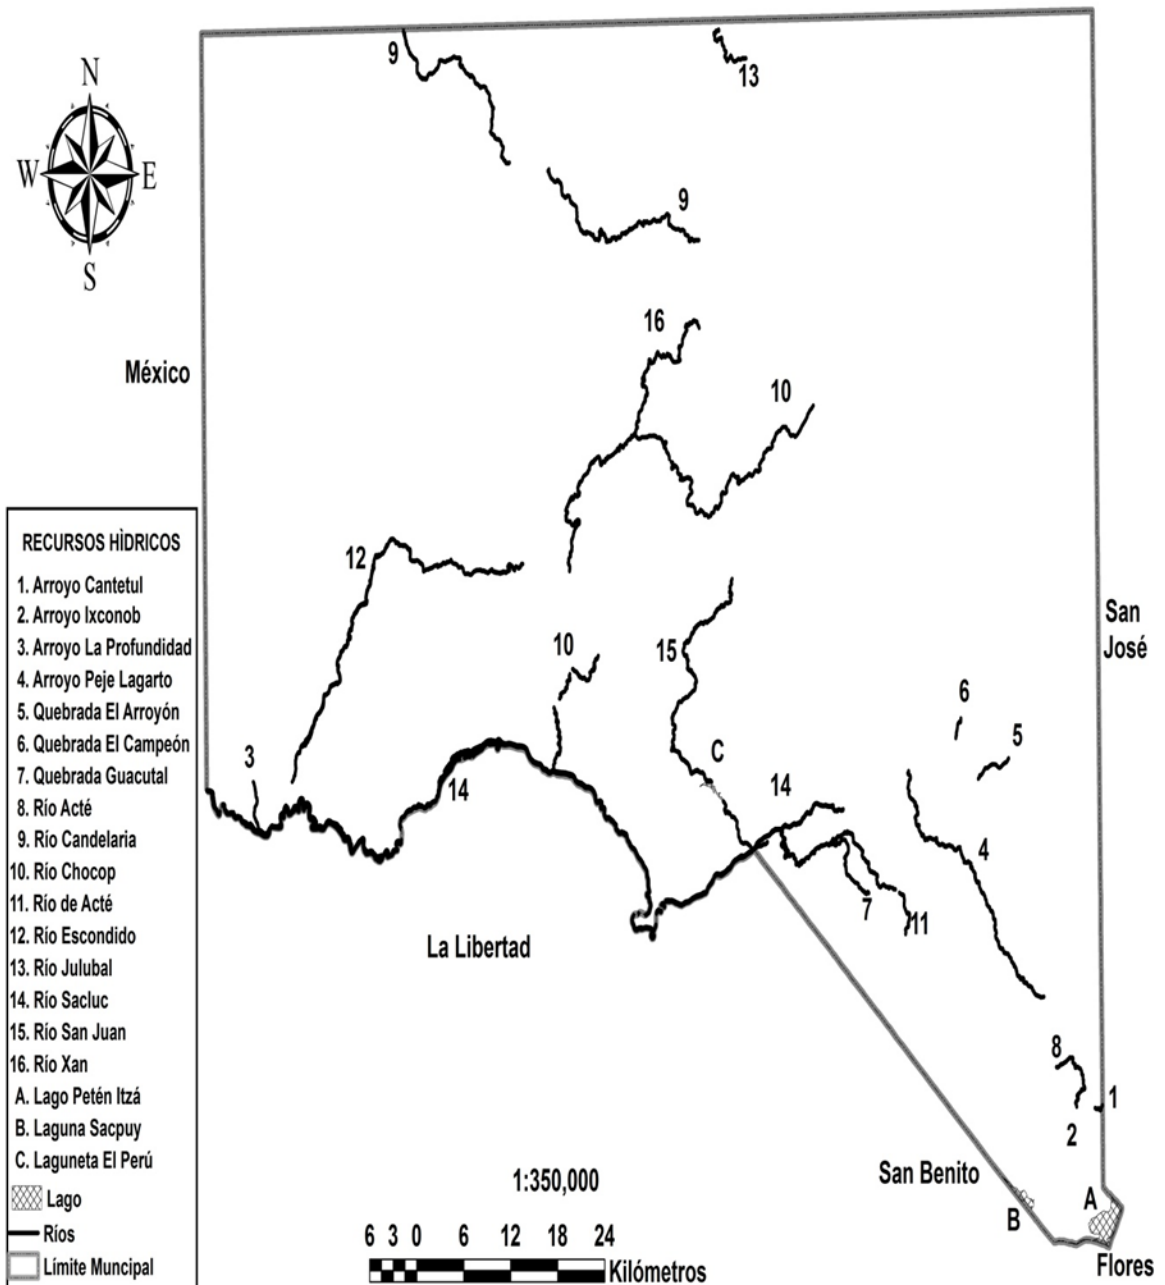 9
13
N
W E
S
9
16
México
10
RECURSOS HÌDRICOS
1. Arroyo Cantetul
2. Arroyo Ixconob
3. Arroyo La Profundidad
4. Arroyo Peje Lagarto
5. Quebrada El Arroyón
6. Quebrada El Campeón
7. Quebrada Guacutal
8. Río Acté
9. Río Candelaria
10. Río Chocop
11. Río de Acté
12. Río Escondido
13. Río Julubal
14. Río Sacluc
15. Río San Juan
16. Río Xan
A. Lago Petén Itzá
B. Laguna Sacpuy
C. Laguneta El Perú
Lago
Ríos
Límite Muncipal
12
San
José
10
15
6
5
C
3
14
14
4
7
11
La Libertad
8
1
2
San Benito
1:350,000
A
B
Flores
6 3 0 6 12 18 24
Kilómetros